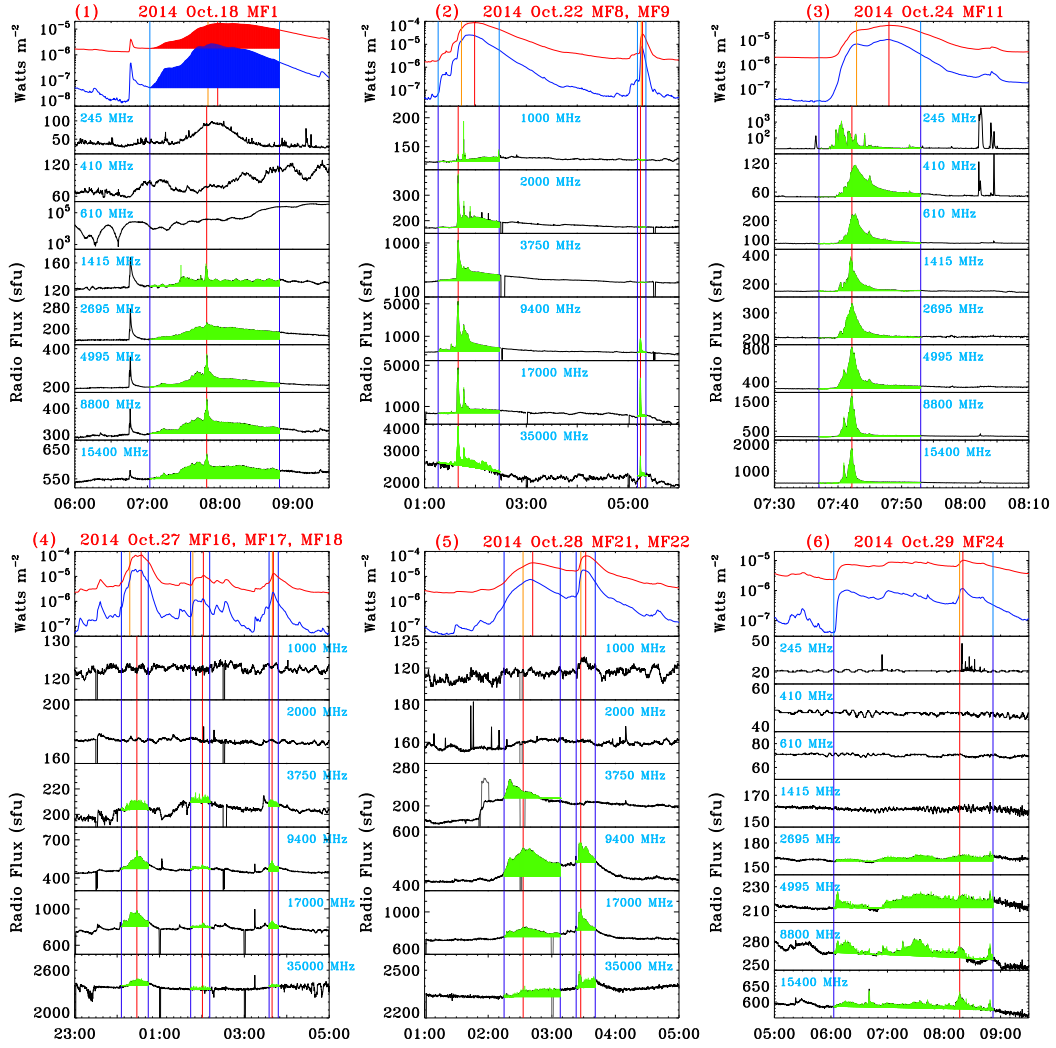 (1) 2014 Oct.18 MF1
Watts m-2
10-5
10-6
10-7
10-8
245 MHz
100
50
410 MHz
120
60
610 MHz
105
103
1415 MHz
160
120
2695 MHz
280
200
4995 MHz
400
200
8800 MHz
400
300
15400 MHz
650
550
Radio Flux (sfu)
06:00 07:00 08:00 09:00
(2) 2014 Oct.22 MF8, MF9
Watts m-2
10-4
10-5
10-6
10-7
1000 MHz
200
150
2000 MHz
300
200
3750 MHz
1000
100
9400 MHz
5000
1000
17000 MHz
5000
1000
35000 MHz
4000
3000
2000
Radio Flux (sfu)
01:00 03:00 05:00
(3) 2014 Oct.24 MF11
Watts m-2
10-4
10-5
10-6
10-7
245 MHz
103
102
410 MHz
120
60
610 MHz
200
100
1415 MHz
400
200
2695 MHz
300
200
4995 MHz
800
400
8800 MHz
1500
500
15400 MHz
2000
1000
Radio Flux (sfu)
07:30 07:40 07:50 08:00 08:10
(4) 2014 Oct.27 MF16, MF17, MF18
Watts m-2
10-4
10-5
10-6
10-7
1000 MHz
130
120
2000 MHz
200
160
3750 MHz
220
200
9400 MHz
700
400
17000 MHz
1000
600
35000 MHz
2600
2000
Radio Flux (sfu)
23:00 01:00 03:00 05:00
(5) 2014 Oct.28 MF21, MF22
Watts m-2
10-4
10-5
10-6
10-7
1000 MHz
125
120
2000 MHz
180
160
3750 MHz
280
200
9400 MHz
600
400
17000 MHz
1000
600
35000 MHz
2500
2200
Radio Flux (sfu)
01:00 02:00 03:00 04:00 05:00
(6) 2014 Oct.29 MF24
Watts m-2
10-4
10-5
10-6
10-7
245 MHz
50
20
410 MHz
60
40
610 MHz
80
60
1415 MHz
170
150
2695 MHz
180
150
4995 MHz
230
210
8800 MHz
280
250
15400 MHz
650
600
Radio Flux (sfu)
05:00 06:00 07:00 08:00 09:00